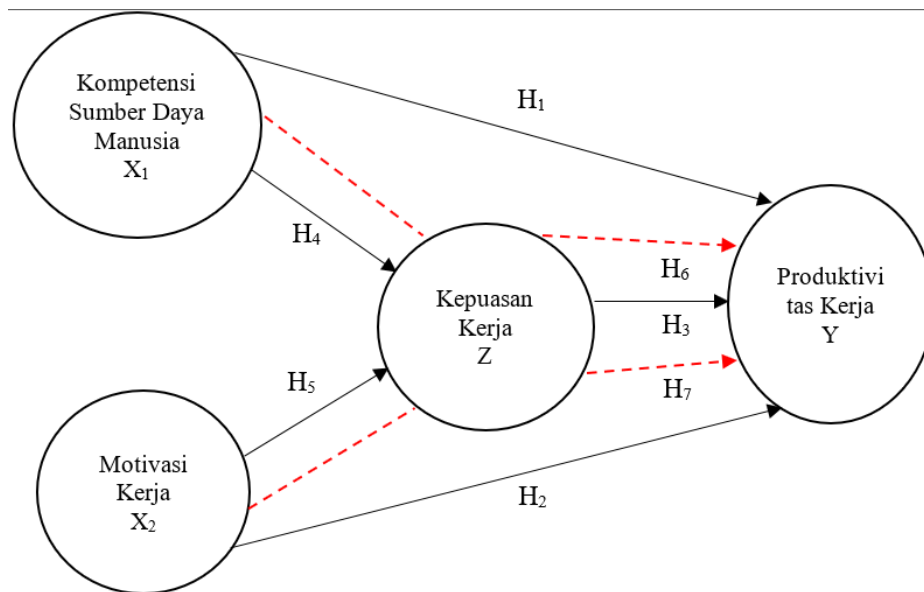 Kompetensi
Sumber Daya
Manusia
X₁
H₁
H₄
Kepuasan
Kerja
Z
H₆
H₃
H₇
Produktivi
tas Kerja
Y
H₅
Motivasi
Kerja
X₂
H₂